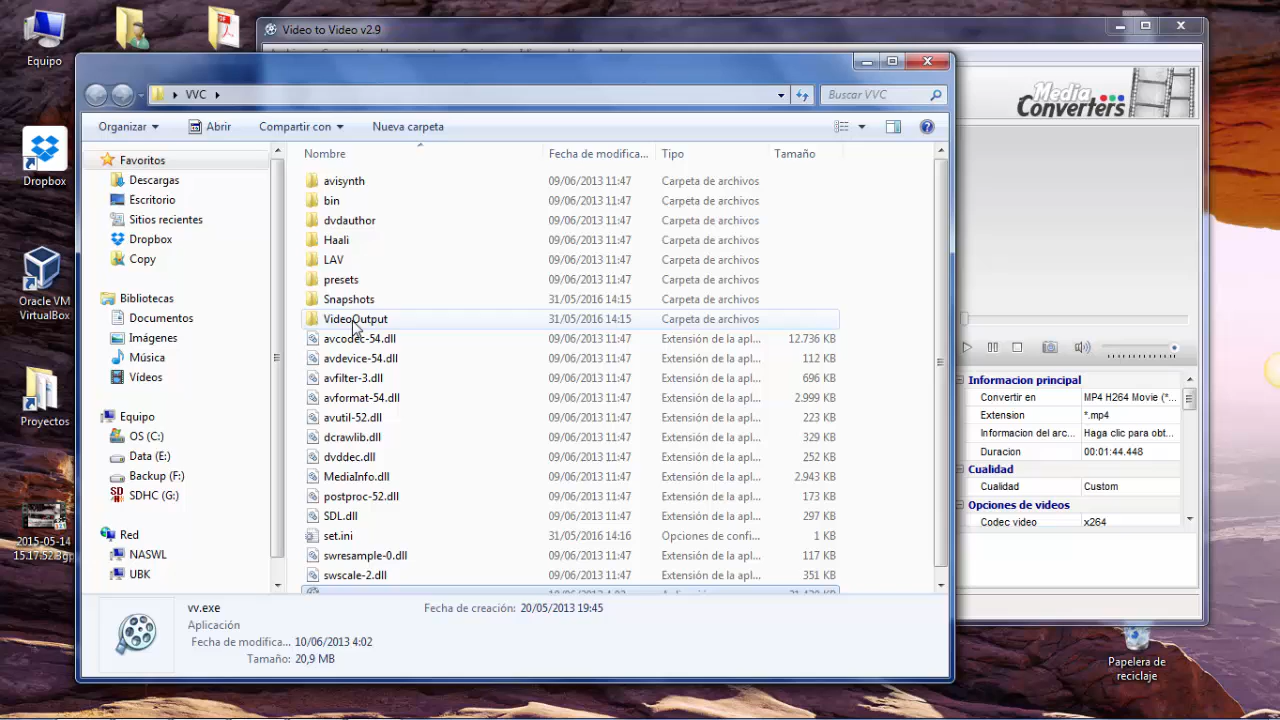 Equipo
Video to Video v2.9
VVC
Buscar VVC
Organizar
Abrir
Compartir con
Nueva carpeta
Media Converters
Nombre
Fecha de modifica...
Tipo
Tamaño
Favoritos
Descargas
Escritorio
Sitios recientes
Dropbox
Copy
Bibliotecas
Documentos
Imágenes
Música
Vídeos
Equipo
OS (C:)
Data (E:)
Backup (F:)
SDHC (G:)
Red
NASWL
UBK
avisynth 09/06/2013 11:47 Carpeta de archivos
bin 09/06/2013 11:47 Carpeta de archivos
dvdauthor 09/06/2013 11:47 Carpeta de archivos
Haali 09/06/2013 11:47 Carpeta de archivos
LAV 09/06/2013 11:47 Carpeta de archivos
presets 09/06/2013 11:47 Carpeta de archivos
Snapshots 31/05/2016 14:15 Carpeta de archivos
VideoOutput 31/05/2016 14:15 Carpeta de archivos
avcodec-54.dll 09/06/2013 11:47 Extensión de la apl... 12.736 KB
avdevice-54.dll 09/06/2013 11:47 Extensión de la apl... 112 KB
avfilter-3.dll 09/06/2013 11:47 Extensión de la apl... 696 KB
avformat-54.dll 09/06/2013 11:47 Extensión de la apl... 2.999 KB
avutil-52.dll 09/06/2013 11:47 Extensión de la apl... 223 KB
dcrawlib.dll 09/06/2013 11:47 Extensión de la apl... 329 KB
dvddec.dll 09/06/2013 11:47 Extensión de la apl... 252 KB
MediaInfo.dll 09/06/2013 11:47 Extensión de la apl... 2.943 KB
postproc-52.dll 09/06/2013 11:47 Extensión de la apl... 173 KB
SDL.dll 09/06/2013 11:47 Extensión de la apl... 297 KB
set.ini 31/05/2016 14:16 Opciones de confi... 1 KB
swresample-0.dll 09/06/2013 11:47 Extensión de la apl... 117 KB
swscale-2.dll 09/06/2013 11:47 Extensión de la apl... 351 KB
vv.exe
Fecha de creación: 20/05/2013 19:45
Aplicación
Fecha de modifica... 10/06/2013 4:02
Tamaño: 20,9 MB
Informacion principal
Convertir en MP4 H264 Movie (*...
Extension *.mp4
Informacion del arc... Haga clic para obt...
Duracion 00:01:44.448
Cualidad
Cualidad Custom
Opciones de videos
Codec video x264
Dropbox
Oracle VM
VirtualBox
Proyectos
2015-05-14
15.17.52.3gp
Papelera de
reciclaje